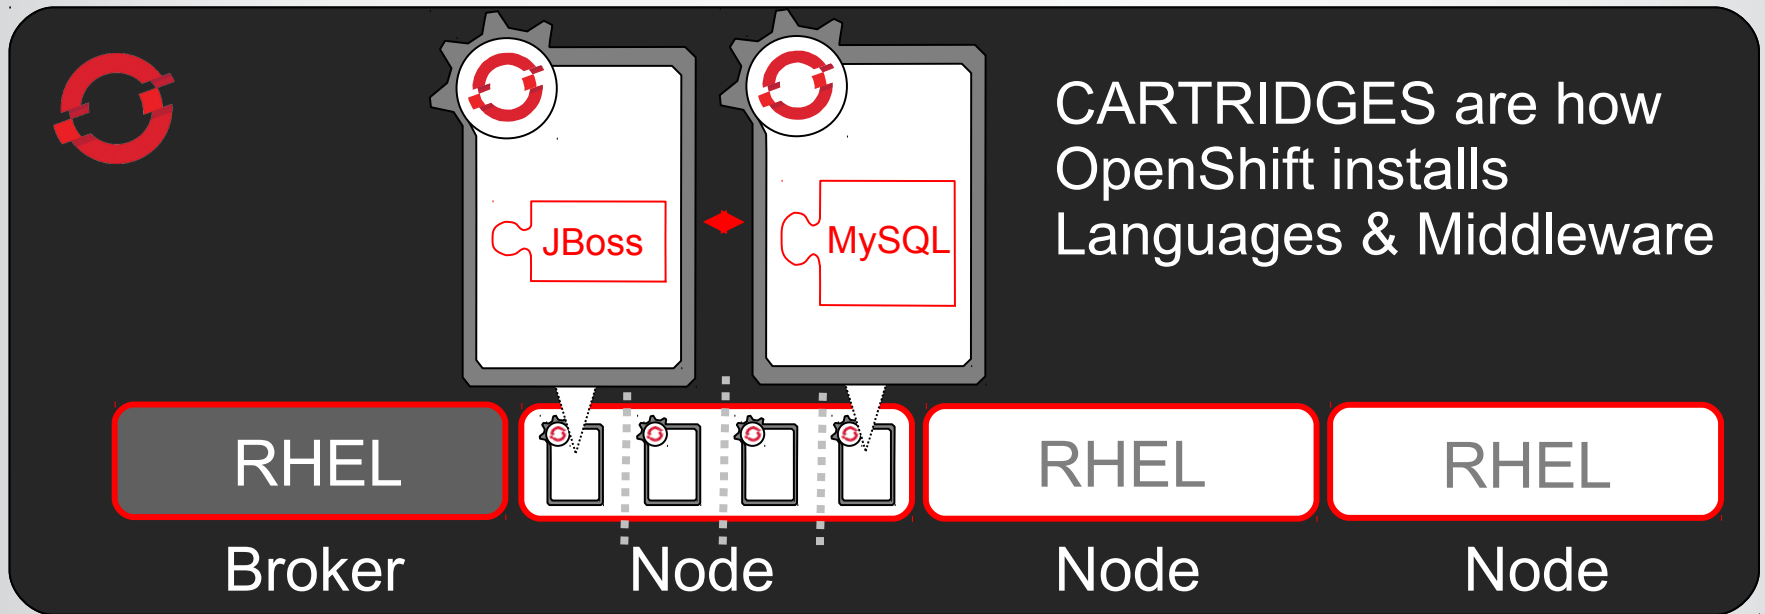 CARTRIDGES are how
OpenShift installs
Languages & Middleware
JBoss
MySQL
RHEL
RHEL
RHEL
Broker
Node
Node
Node